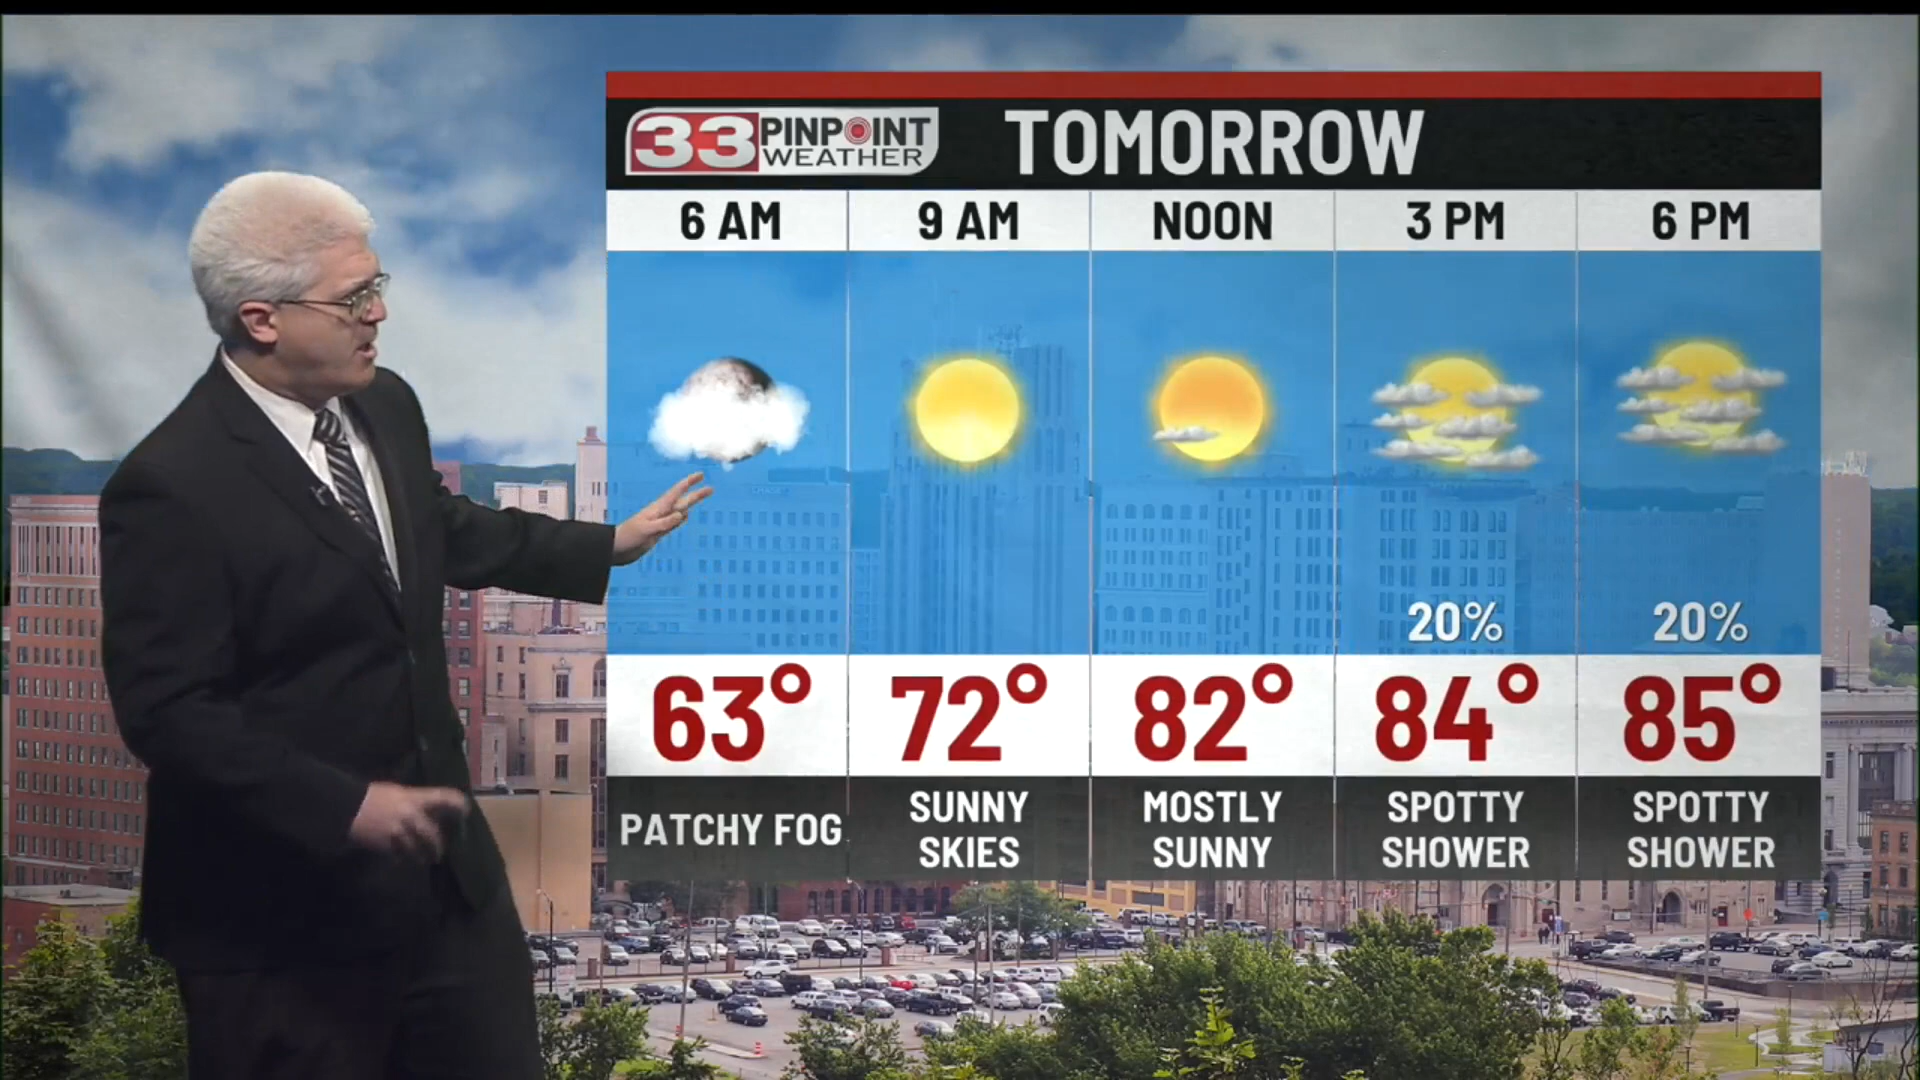 33 PINPOINT WEATHER
TOMORROW
6 AM
9 AM
NOON
3 PM
6 PM
20%
20%
63°
72°
82°
84°
85°
PATCHY FOG
SUNNY
SKIES
MOSTLY
SUNNY
SPOTTY
SHOWER
SPOTTY
SHOWER